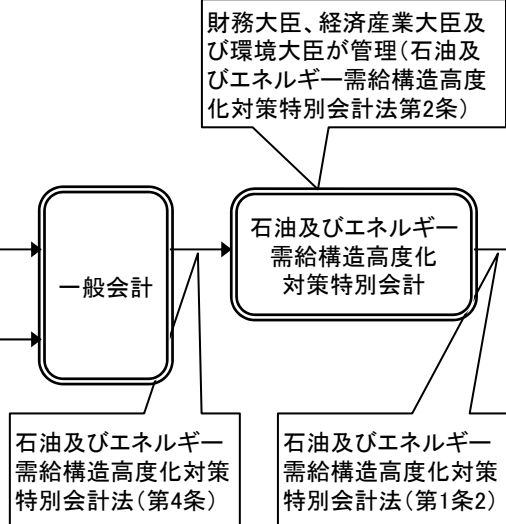 財務大臣、経済産業大臣及
び環境大臣が管理(石油及
びエネルギー需給構造高度
化対策特別会計法第2条)
一般会計
石油及びエネルギー
需給構造高度化
対策特別会計
石油及びエネルギー
需給構造高度化対策
特別会計法(第4条)
石油及びエネルギー
需給構造高度化対策
特別会計法(第1条2)